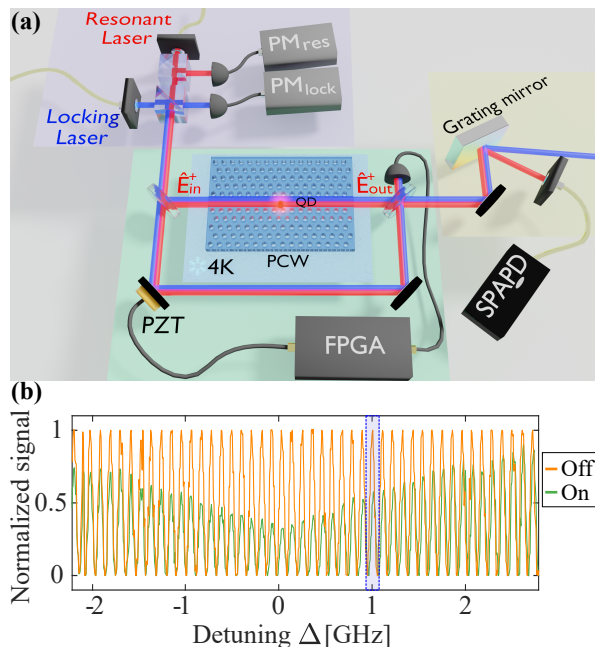 (a)
Resonant
Laser
PM res
PM lock
Locking
Laser
Grating mirror
Ê⁺in
QD
Ê⁺out
4K
PCW
SPAPD
PZT
FPGA
(b)
Normalized signal
1
0.5
0
Off
On
-2 -1 0 1 2
Detuning Δ[GHz]